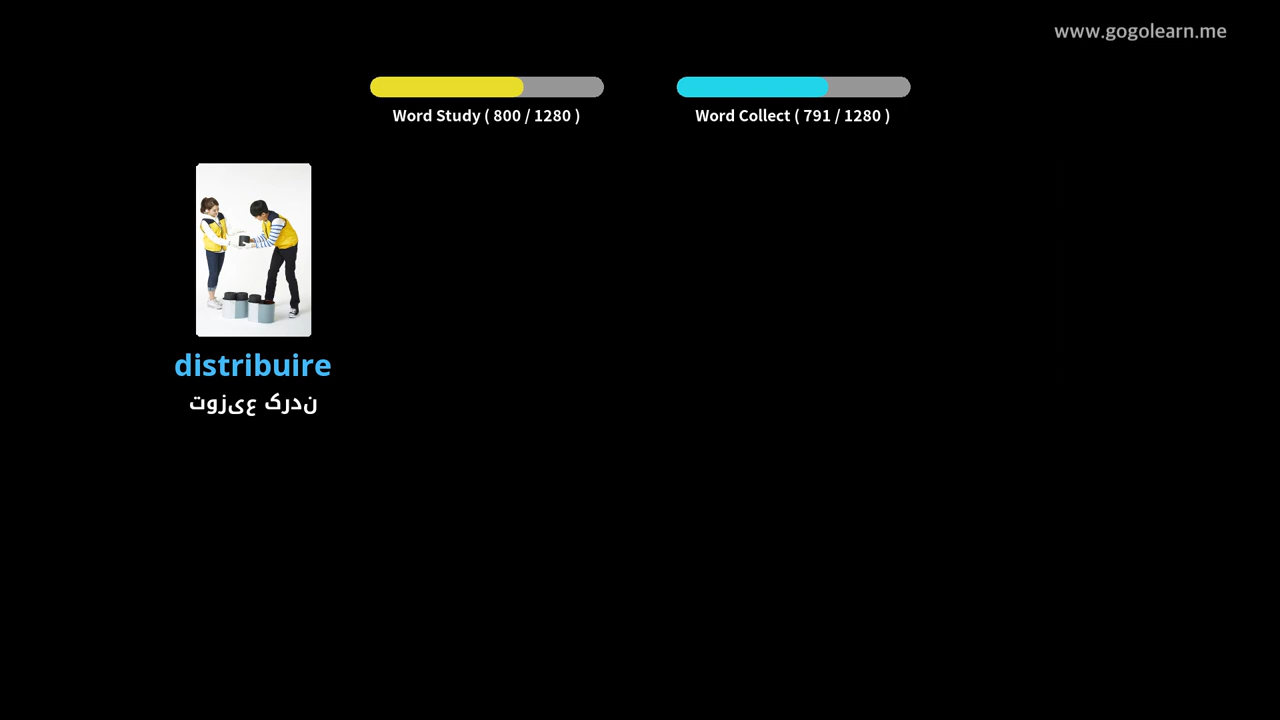 www.gogolearn.me
Word Study ( 800 / 1280 )
Word Collect ( 791 / 1280 )
distribuire
توزیع کردن